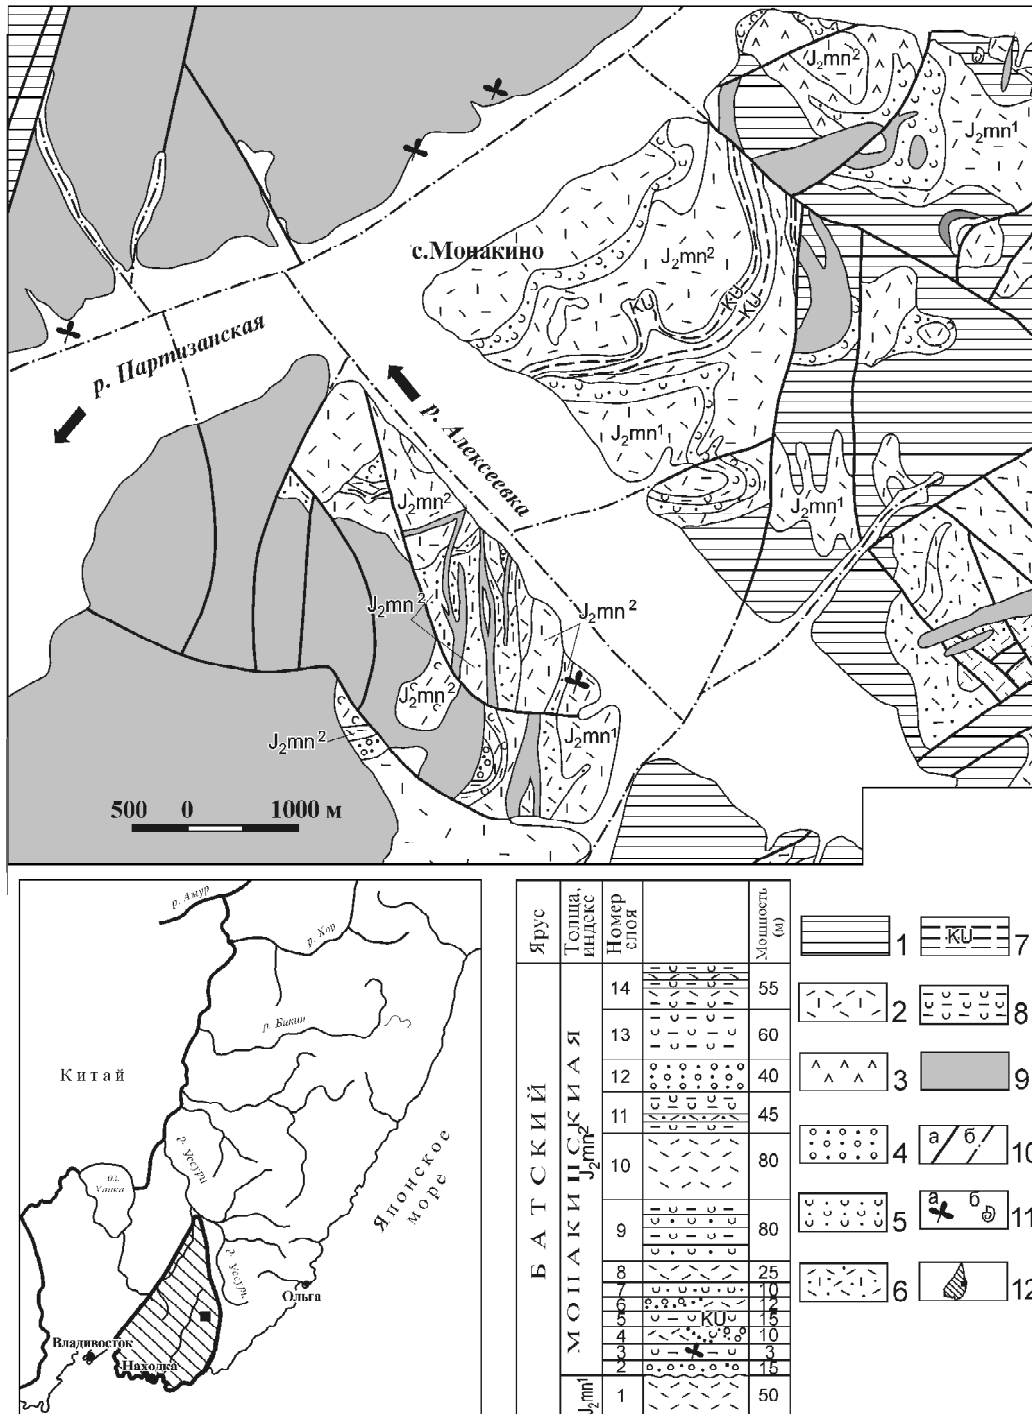 J₂mn²
J₂mn¹
с.Монакино
J₂mn²
KU
KU
KU
р. Партизанская
р. Алексеевка
J₂mn¹
J₂mn²
J₂mn¹
J₂mn²
J₂mn²
J₂mn²
J₂mn²
J₂mn¹
500 0 1000 м
р. Амур
р. Хор
р. Бикин
Китай
р. Уссури
оз. Ханка
Японское море
р. Уссури
Ольга
Владивосток
Находка
Ярус
Толща, индекс
Номер слоя
Мощность (м)
БАТСКИЙ
МОНАКИНСКАЯ
J₂mn²
J₂mn¹
14 55
13 60
12 40
11 45
10 80
9 80
8 25
7 10
6 2
5 KU 15
4 10
3 3
2 15
1 50
1
2
3
4
5
6
KU 7
8
9
а б 10
а б 11
12